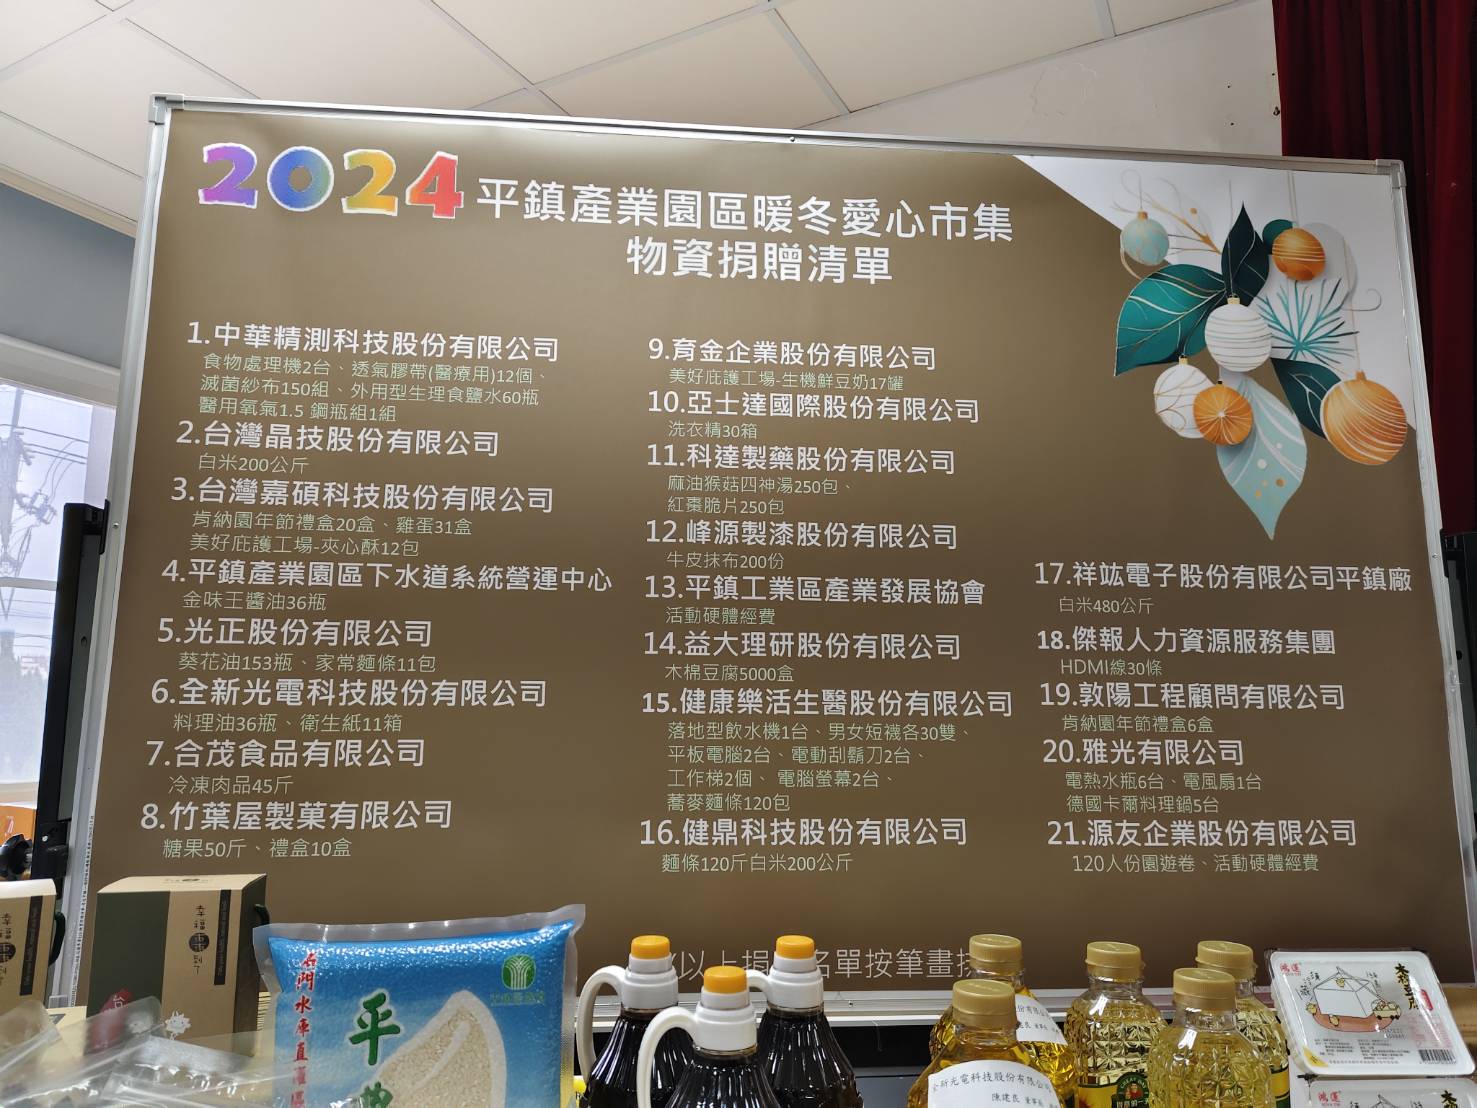 2024 平鎮產業園區暖冬愛心市集
物資捐贈清單
1.中華精測科技股份有限公司
食物處理機2台、透氣膠帶(醫療用)12個、
滅菌紗布150組、外用型生理食鹽水60瓶
醫用氧氣1.5 鋼瓶組1組
2.台灣晶技股份有限公司
白米200公斤
3.台灣嘉碩科技股份有限公司
肯納園年節禮盒20盒、雞蛋31盒
美好庇護工場-夾心酥12包
4.平鎮產業園區下水道系統營運中心
金味王醬油36瓶
5.光正股份有限公司
葵花油153瓶、家常麵條11包
6.全新光電科技股份有限公司
料理油36瓶、衛生紙11箱
7.合茂食品有限公司
冷凍肉品45斤
8.竹葉屋製菓有限公司
糖果50斤、禮盒10盒
9.育金企業股份有限公司
美好庇護工場-生機鮮豆奶17罐
10.亞士達國際股份有限公司
洗衣精30箱
11.科達製藥股份有限公司
麻油猴菇四神湯250包、
紅棗脆片250包
12.峰源製漆股份有限公司
牛皮抹布200份
13.平鎮工業區產業發展協會
活動硬體經費
14.益大理研股份有限公司
木棉豆腐5000盒
15.健康樂活生醫股份有限公司
落地型飲水機1台、男女短襪各30雙、
平板電腦2台、電動刮鬍刀2台、
工作梯2個、電腦螢幕2台、
蕎麥麵條120包
16.健鼎科技股份有限公司
麵條120斤白米200公斤
17.祥竑電子股份有限公司平鎮廠
白米480公斤
18.傑報人力資源服務集團
HDMI線30條
19.敦陽工程顧問有限公司
肯納園年節禮盒6盒
20.雅光有限公司
電熱水瓶6台、電風扇1台
德國卡爾料理鍋5台
21.源友企業股份有限公司
120人份園遊卷、活動硬體經費
以上捐 名單按筆畫
石門水庫直灌區
平
幸福
鴻運
全新光電科技股份有限公司
陳建良 董事長